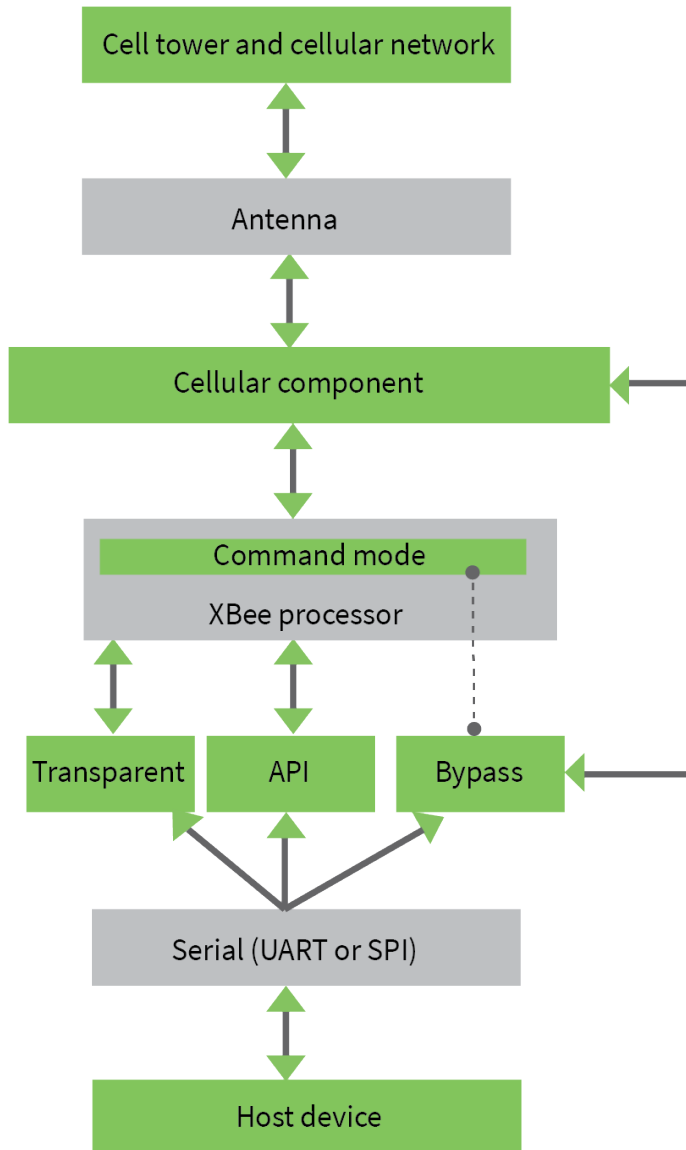 Cell tower and cellular network
Antenna
Cellular component
Command mode
XBee processor
Transparent
API
Bypass
Serial (UART or SPI)
Host device